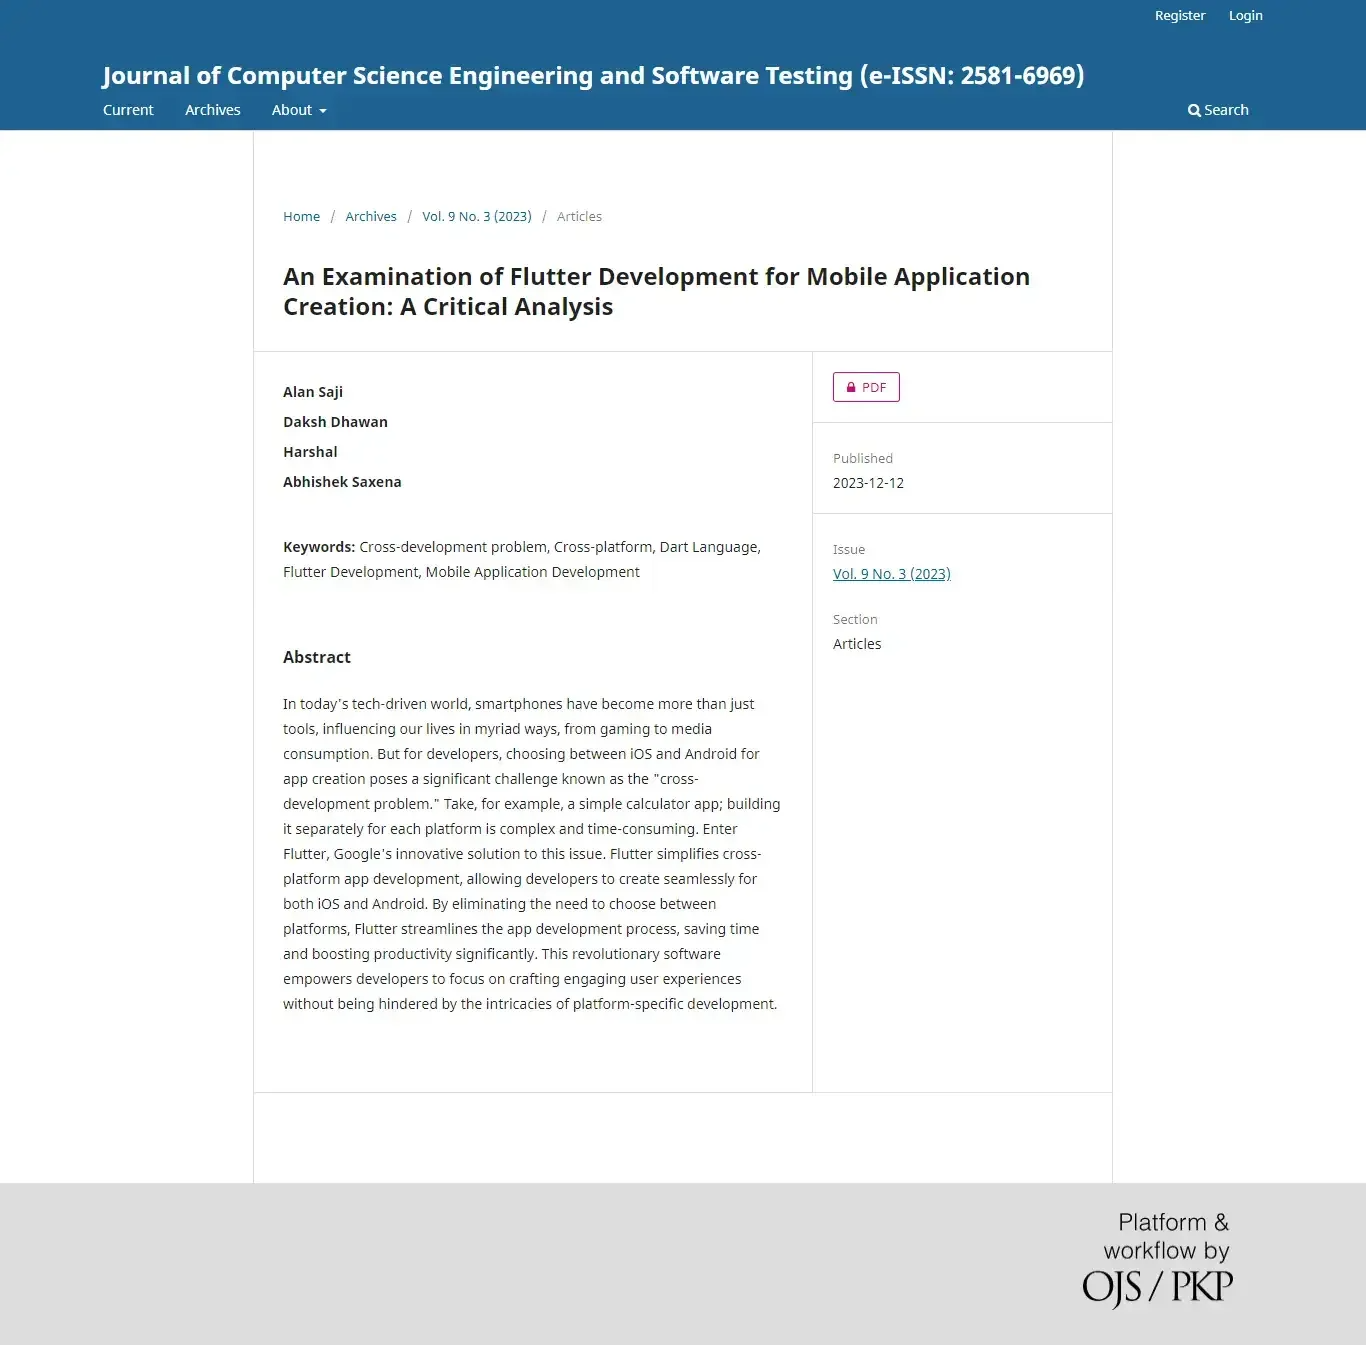 Register Login
Journal of Computer Science Engineering and Software Testing (e-ISSN: 2581-6969)
Current Archives About Search
Home / Archives / Vol. 9 No. 3 (2023) / Articles
An Examination of Flutter Development for Mobile Application
Creation: A Critical Analysis
Alan Saji
Daksh Dhawan
Harshal
Abhishek Saxena
Keywords: Cross-development problem, Cross-platform, Dart Language,
Flutter Development, Mobile Application Development
Abstract
In today's tech-driven world, smartphones have become more than just
tools, influencing our lives in myriad ways, from gaming to media
consumption. But for developers, choosing between iOS and Android for
app creation poses a significant challenge known as the "cross-
development problem." Take, for example, a simple calculator app; building
it separately for each platform is complex and time-consuming. Enter
Flutter, Google's innovative solution to this issue. Flutter simplifies cross-
platform app development, allowing developers to create seamlessly for
both iOS and Android. By eliminating the need to choose between
platforms, Flutter streamlines the app development process, saving time
and boosting productivity significantly. This revolutionary software
empowers developers to focus on crafting engaging user experiences
without being hindered by the intricacies of platform-specific development.
PDF
Published
2023-12-12
Issue
Vol. 9 No. 3 (2023)
Section
Articles
Platform &
workflow by
OJS / PKP